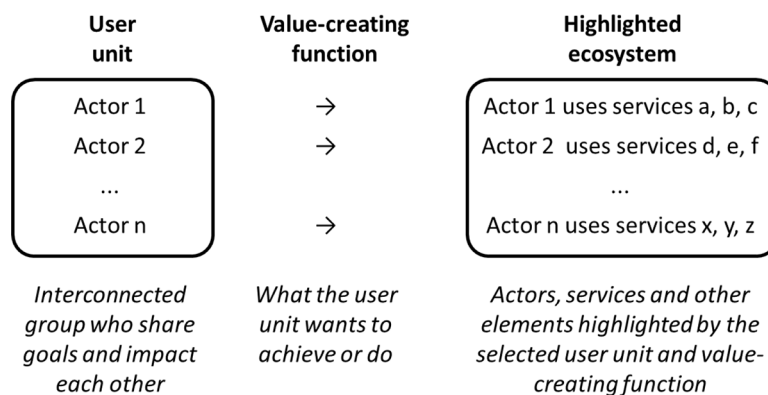 User unit
Value-creating function
Highlighted ecosystem
Actor 1 → Actor 1 uses services a, b, c
Actor 2 → Actor 2 uses services d, e, f
... ...
Actor n → Actor n uses services x, y, z
Interconnected group who share goals and impact each other
What the user unit wants to achieve or do
Actors, services and other elements highlighted by the selected user unit and value-creating function